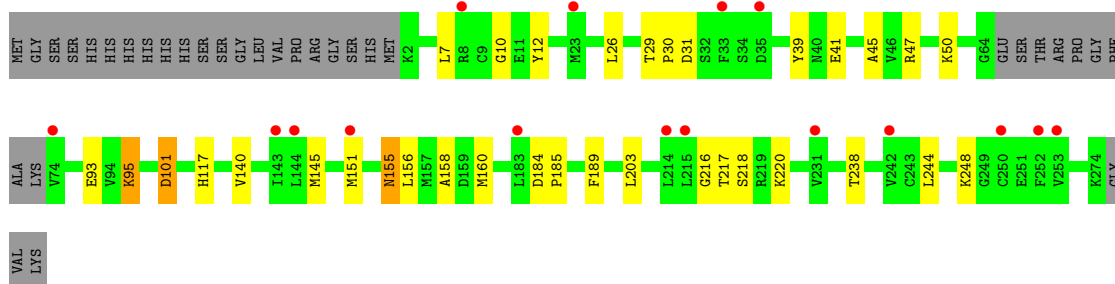 MET GLY SER SER HIS HIS HIS HIS HIS HIS SER SER GLY LEU VAL PRO ARG GLY SER HIS MET K2 L7 R8 C9 G10 E11 Y12 M23 L26 T29 P30 D31 S32 F33 S34 D35 Y39 N40 E41 A45 V46 R47 K50 G64 GLU SER THR ARG PRO GLY PHE
ALA LYS V74 E93 V94 K95 D101 H117 V140 I143 L144 M145 M151 N155 L156 M157 A158 D159 M160 L183 D184 P185 F189 L203 L214 L215 G216 T217 S218 R219 K220 V231 T238 V242 C243 L244 K248 G249 C250 E251 F252 V253 K274 GLY
VAL LYS